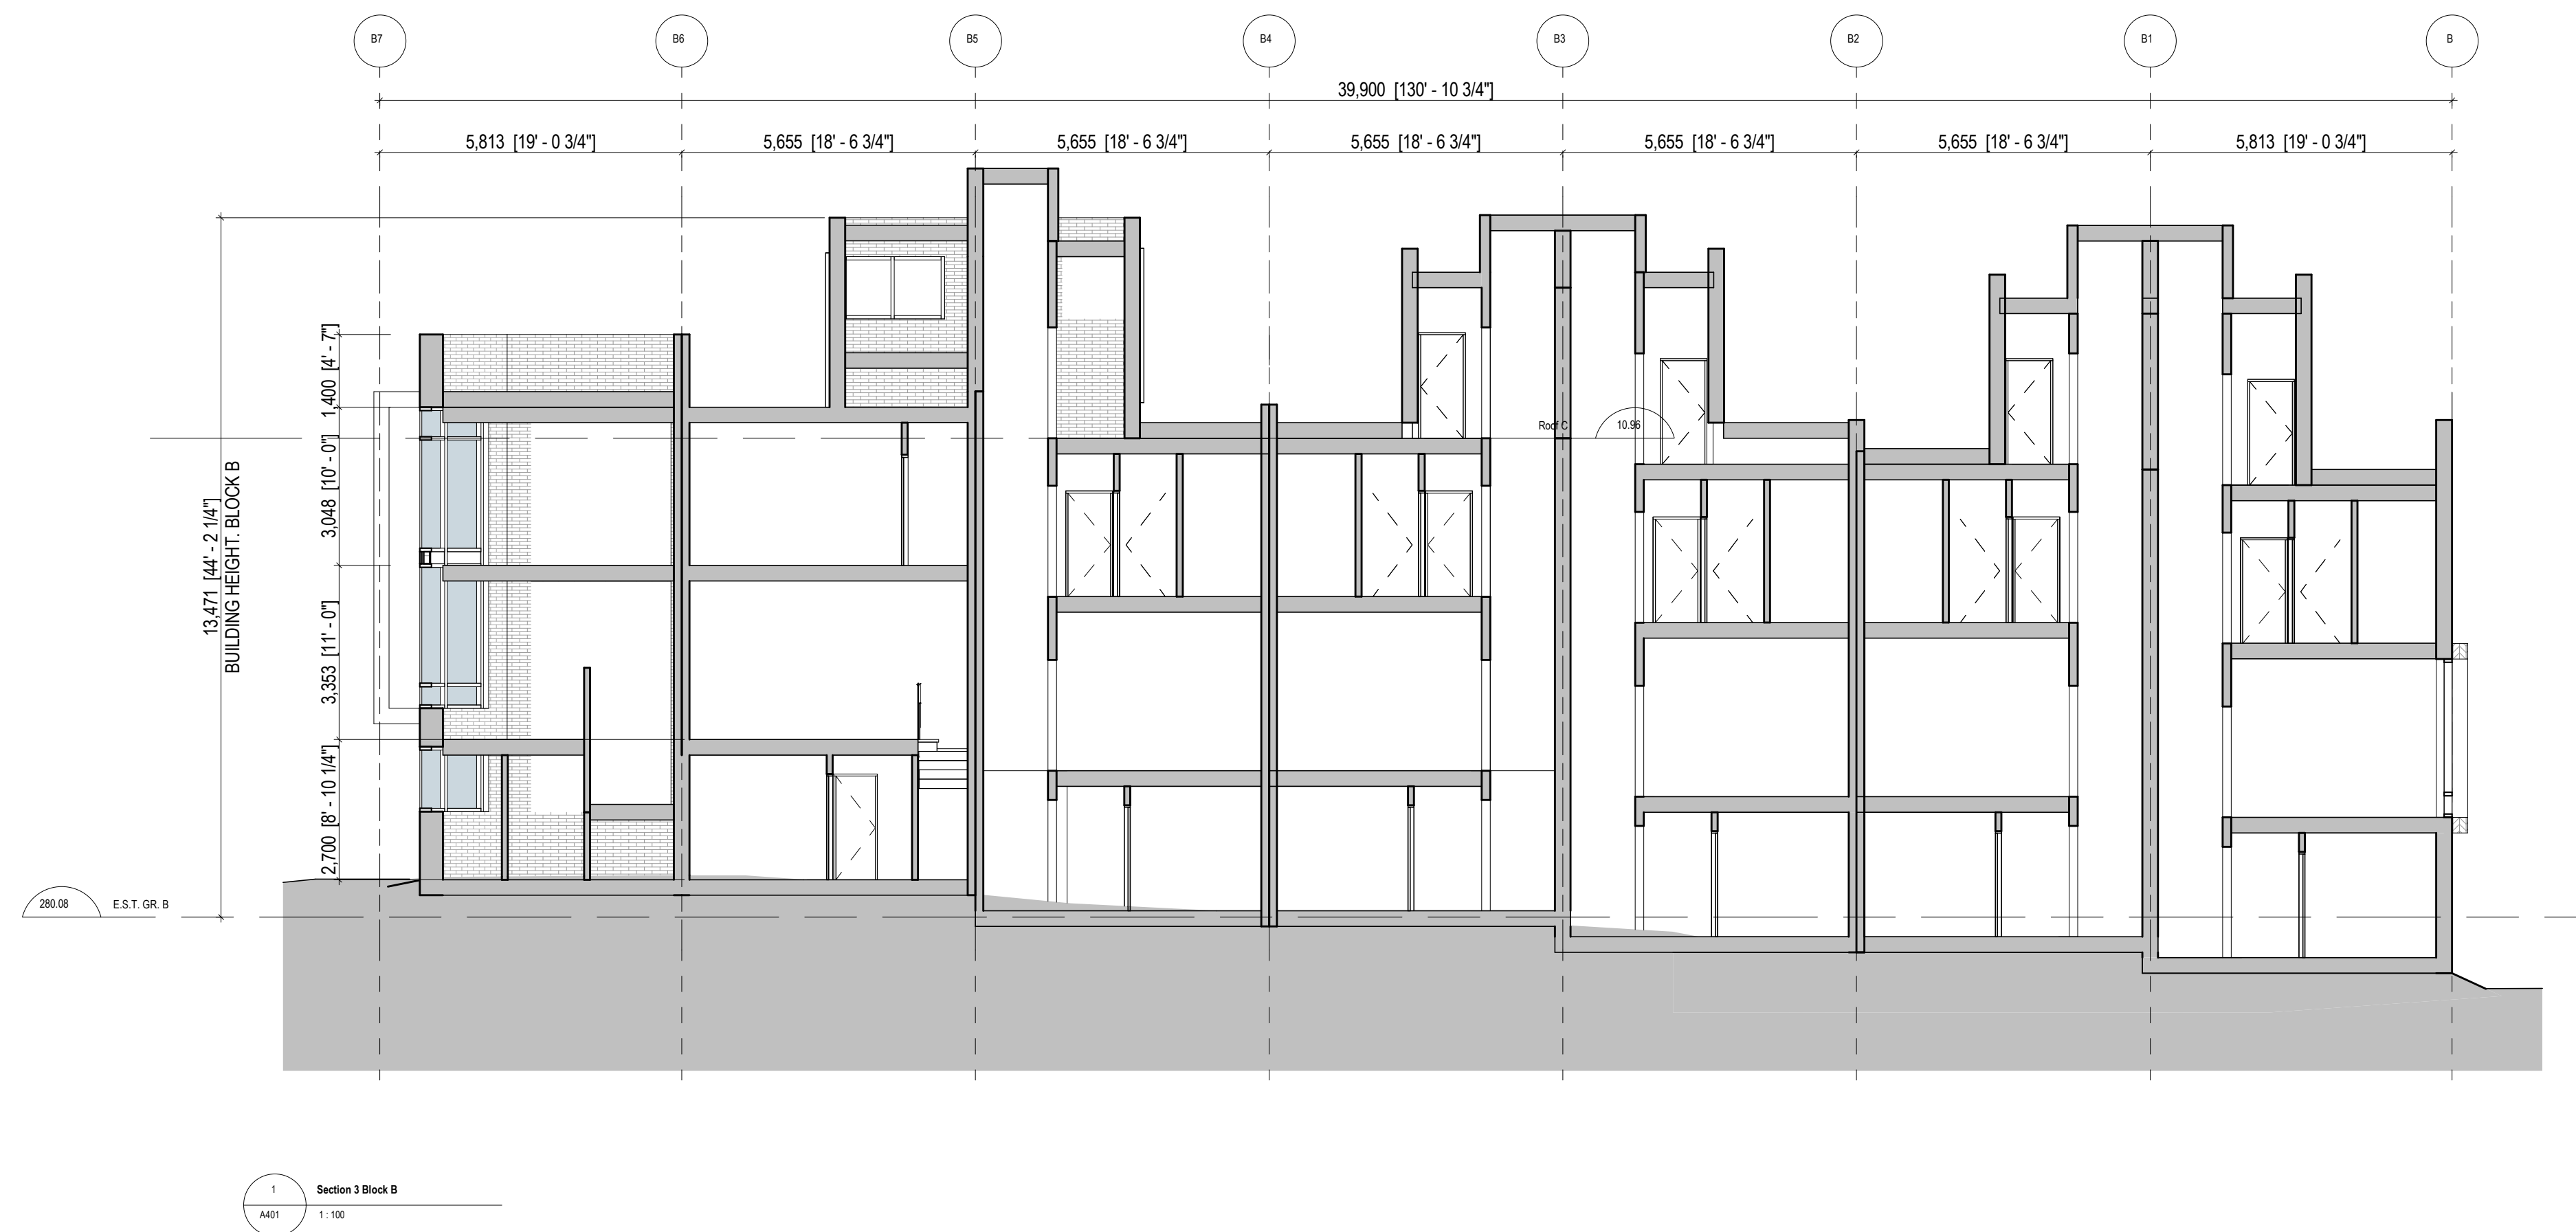 B7
B6
B5
B4
B3
B2
B1
B
39,900 [130' - 10 3/4"]
5,813 [19' - 0 3/4"]
5,655 [18' - 6 3/4"]
5,655 [18' - 6 3/4"]
5,655 [18' - 6 3/4"]
5,655 [18' - 6 3/4"]
5,655 [18' - 6 3/4"]
5,813 [19' - 0 3/4"]
1,400 [4' - 7"]
3,048 [10' - 0"]
3,353 [11' - 0"]
2,700 [8' - 10 1/4"]
13,471 [44' - 2 1/4"]
BUILDING HEIGHT. BLOCK B
Roof C
10.96
280.08
E.S.T. GR. B
1
Section 3 Block B
A401
1 : 100